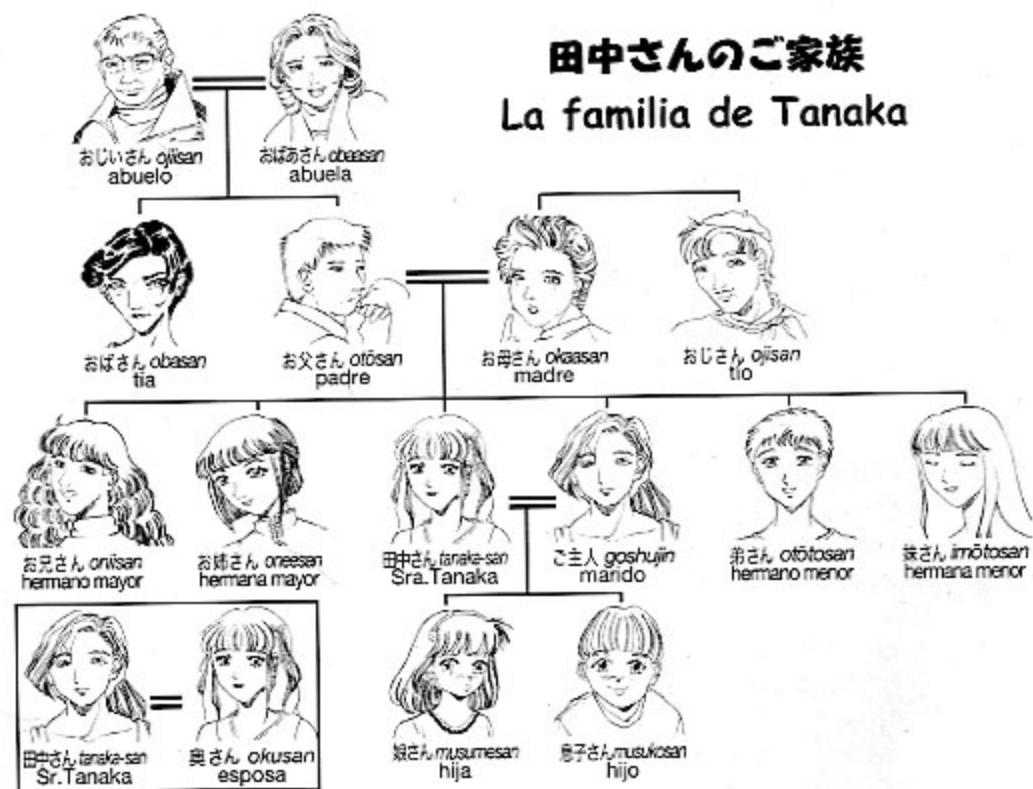 田中さんのご家族
La familia de Tanaka
おじいさん ojiisan
abuelo
おばあさん obaasan
abuela
おばさん obasan
tía
お父さん otōsan
padre
お母さん okaasan
madre
おじさん ojisan
tío
お兄さん oniisan
hermano mayor
お姉さん oneesan
hermana mayor
田中さん tanaka-san
Sra.Tanaka
ご主人 goshujin
marido
弟さん otōtosan
hermano menor
妹さん imōtosan
hermana menor
田中さん tanaka-san
Sr.Tanaka
奥さん okusan
esposa
娘さん musumesan
hija
息子さん musukosan
hijo